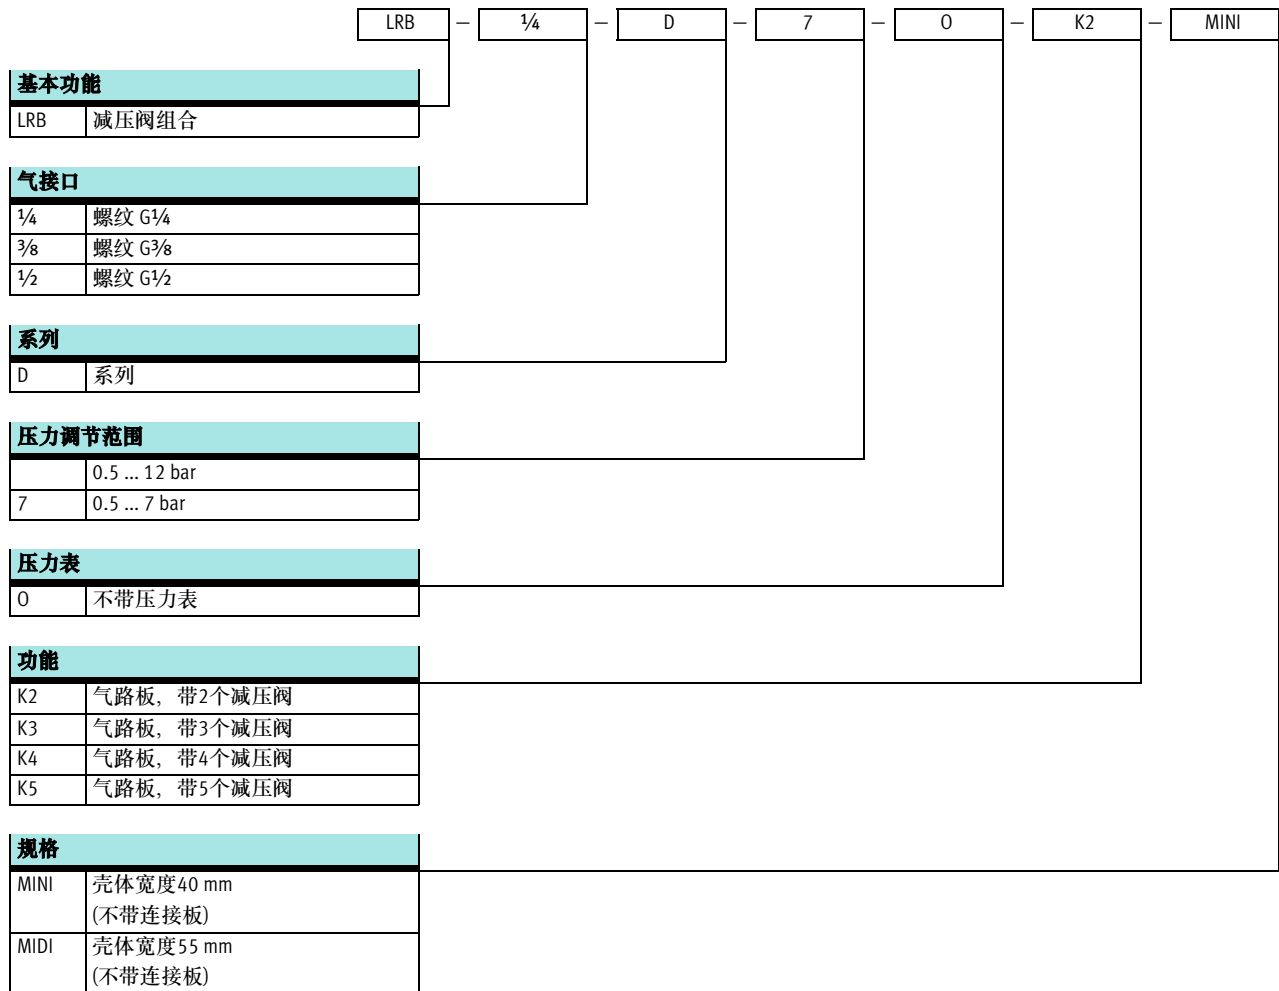 LRB – ¼ – D – 7 – O – K2 – MINI
基本功能
LRB 减压阀组合
气接口
¼ 螺纹 G¼
⅜ 螺纹 G⅜
½ 螺纹 G½
系列
D 系列
压力调节范围
0.5 ... 12 bar
7 0.5 ... 7 bar
压力表
O 不带压力表
功能
K2 气路板，带2个减压阀
K3 气路板，带3个减压阀
K4 气路板，带4个减压阀
K5 气路板，带5个减压阀
规格
MINI 壳体宽度40 mm
(不带连接板)
MIDI 壳体宽度55 mm
(不带连接板)